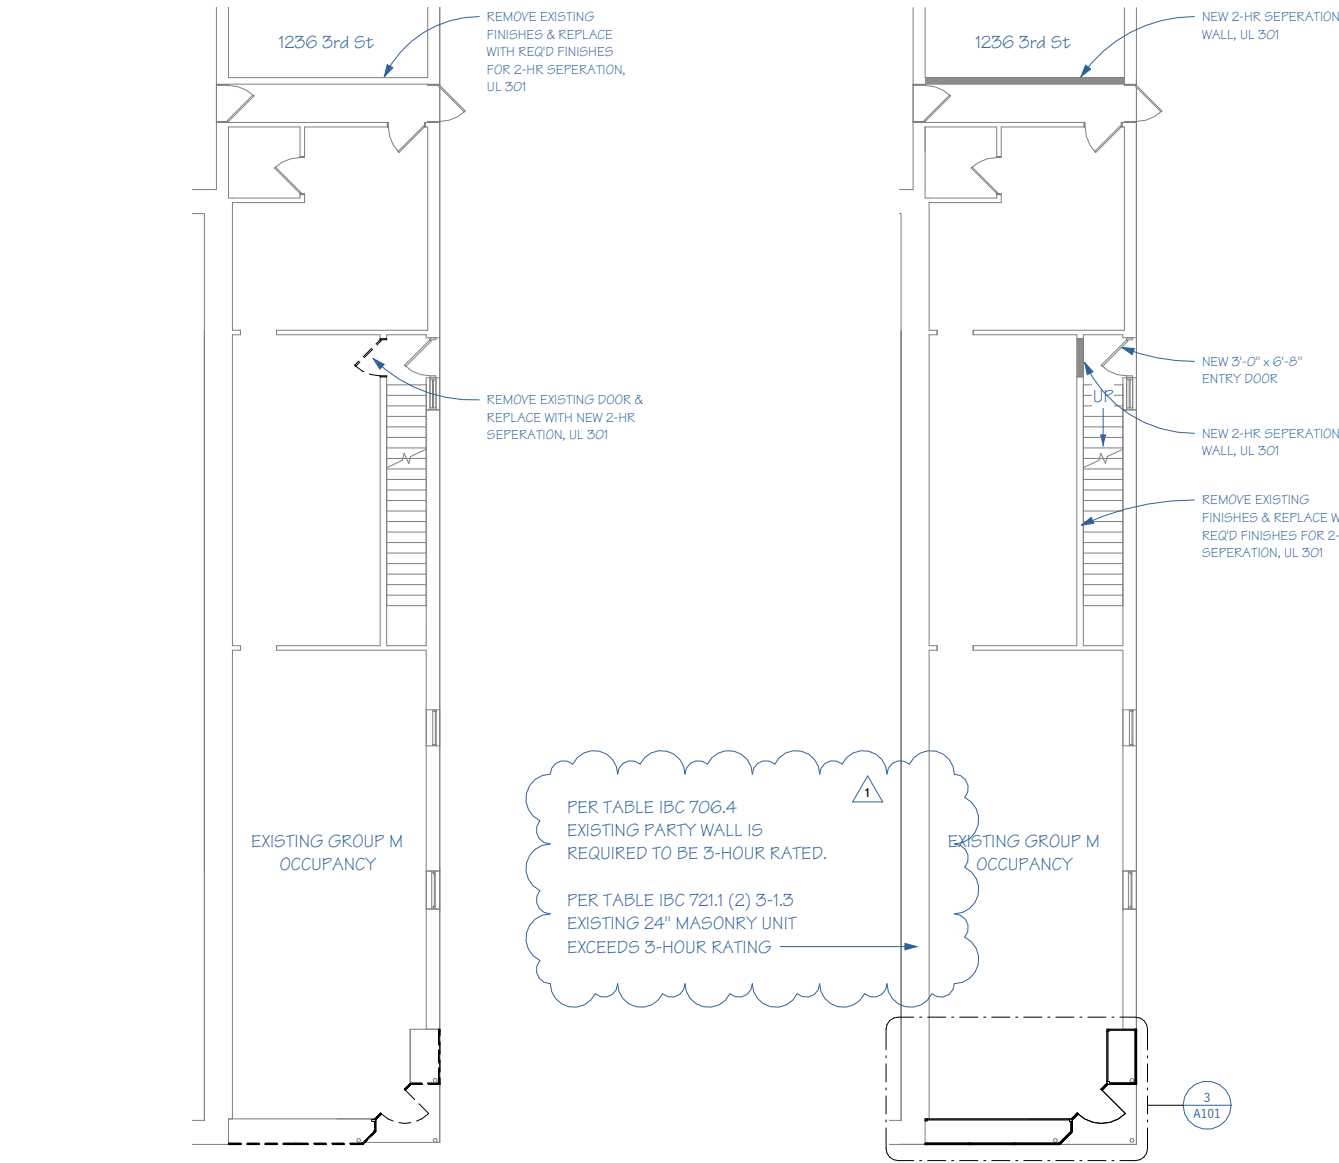 1236 3rd St
REMOVE EXISTING
FINISHES & REPLACE
WITH REQ'D FINISHES
FOR 2-HR SEPERATION,
UL 301
REMOVE EXISTING DOOR &
REPLACE WITH NEW 2-HR
SEPERATION, UL 301
EXISTING GROUP M
OCCUPANCY
1
PER TABLE IBC 706.4
EXISTING PARTY WALL IS
REQUIRED TO BE 3-HOUR RATED.
PER TABLE IBC 721.1 (2) 3-1.3
EXISTING 24" MASONRY UNIT
EXCEEDS 3-HOUR RATING
1236 3rd St
NEW 2-HR SEPERATION
WALL, UL 301
NEW 3'-0" x 6'-8"
ENTRY DOOR
UP
NEW 2-HR SEPERATION
WALL, UL 301
REMOVE EXISTING
FINISHES & REPLACE W
REQ'D FINISHES FOR 2-
SEPERATION, UL 301
EXISTING GROUP M
OCCUPANCY
3
A101